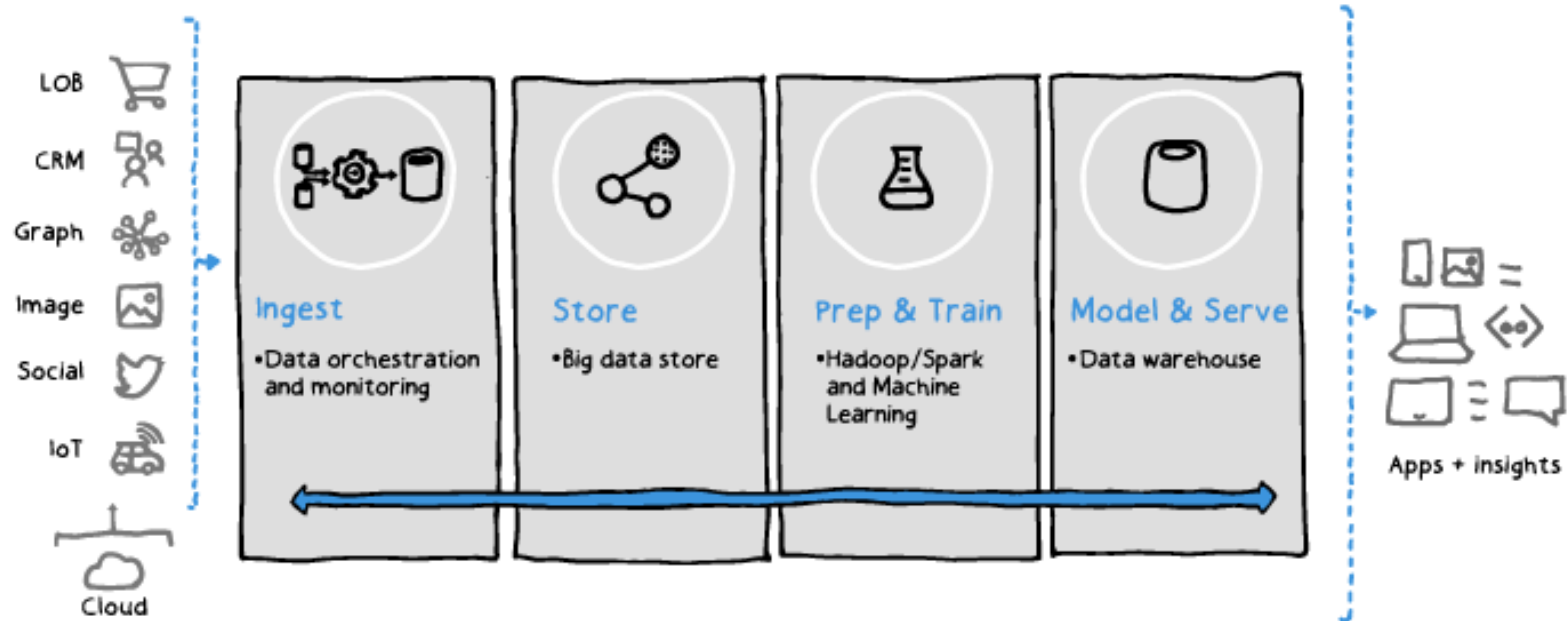 LOB
CRM
Graph
Image
Social
IoT
Cloud
Ingest
•Data orchestration
and monitoring
Store
•Big data store
Prep & Train
•Hadoop/Spark
and Machine
Learning
Model & Serve
•Data warehouse
Apps + insights